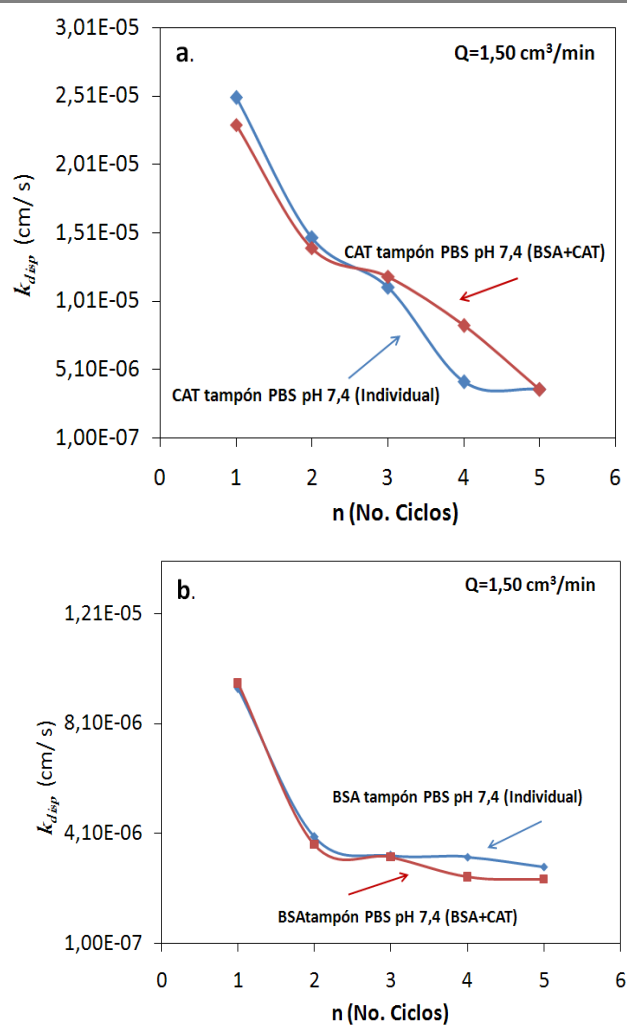 a.
Q=1,50 cm³/min
3,01E-05
2,51E-05
2,01E-05
1,51E-05
1,01E-05
5,10E-06
1,00E-07
k_disp (cm/ s)
CAT tampón PBS pH 7,4 (BSA+CAT)
CAT tampón PBS pH 7,4 (Individual)
0 1 2 3 4 5 6
n (No. Ciclos)
b.
Q=1,50 cm³/min
1,21E-05
8,10E-06
4,10E-06
1,00E-07
k_disp (cm/ s)
BSA tampón PBS pH 7,4 (Individual)
BSAtampón PBS pH 7,4 (BSA+CAT)
0 1 2 3 4 5 6
n (No. Ciclos)